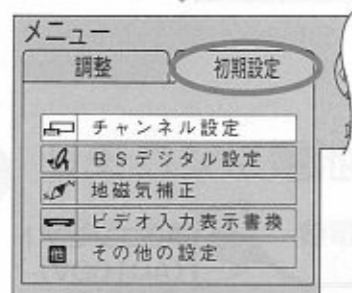 メニュー
調整 初期設定
チャンネル設定
BSデジタル設定
地磁気補正
ビデオ入力表示書換
他 その他の設定